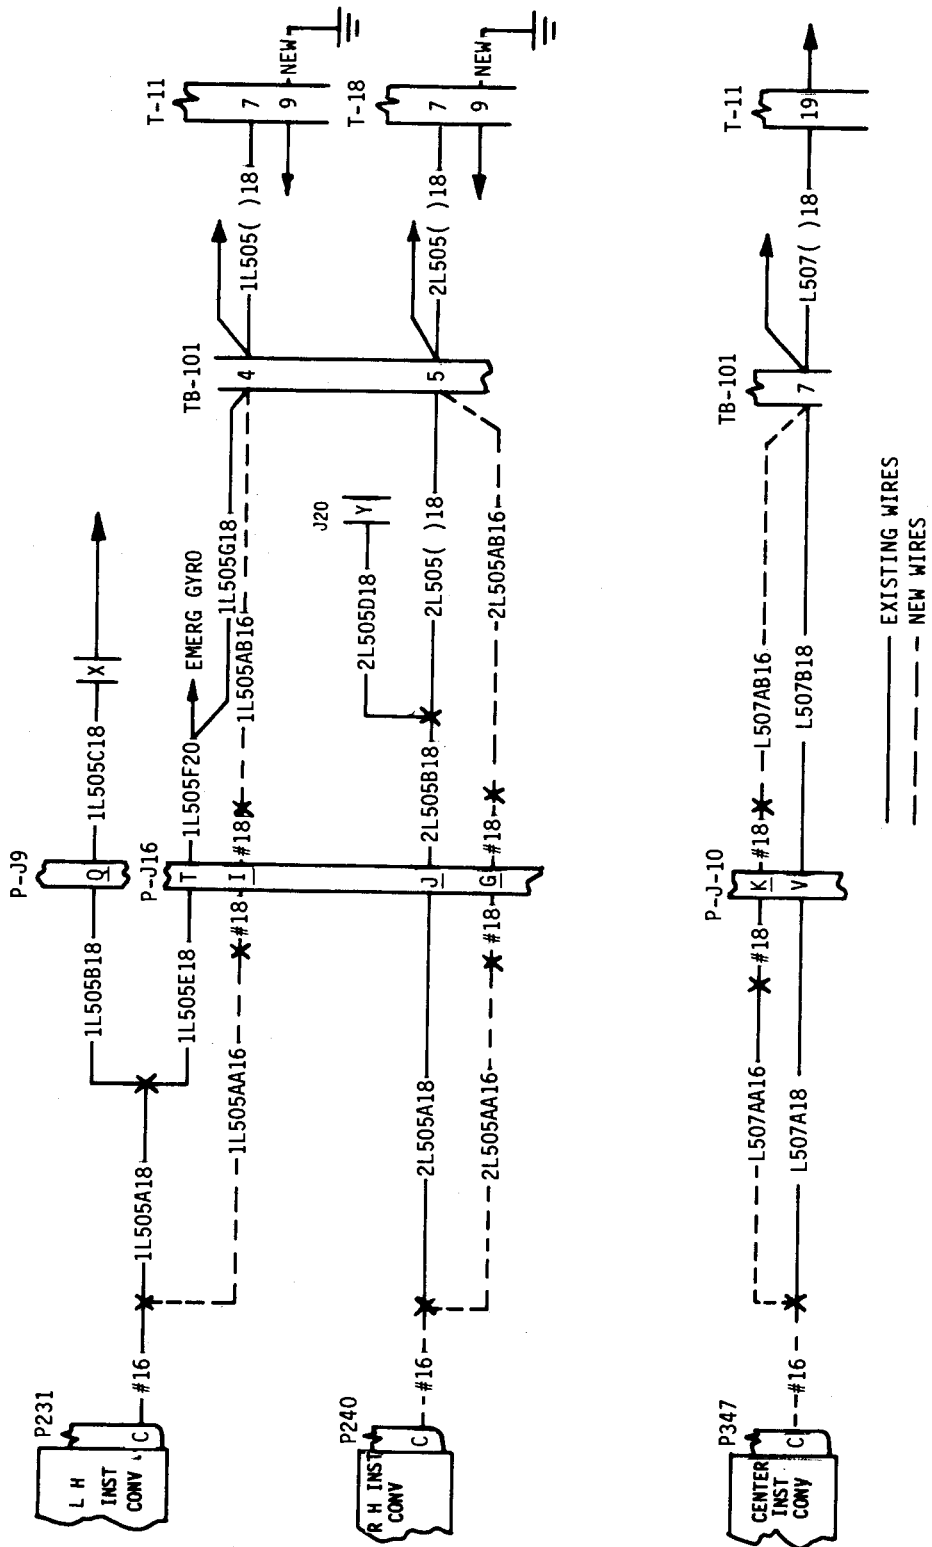 P231
L H
INST
CONV
C
#16
1L505A18
1L505B18
P-J9
Q
1L505C18
X
1L505E18
P-J16
T
1L505F20
EMERG GYRO
1L505G18
1L505AA16
#18
I
#18
1L505AB16
TB-101
4
1L505( )18
T-11
7
9
NEW
P240
R H INST
CONV
C
#16
2L505A18
J
2L505B18
2L505D18
J20
Y
2L505( )18
5
2L505( )18
T-18
7
9
NEW
2L505AA16
#18
G
#18
2L505AB16
P347
CENTER
INST
CONV
C
#16
L507AA16
#18
P-J-10
K
#18
L507AB16
L507A18
V
L507B18
TB-101
7
L507( )18
T-11
19
EXISTING WIRES
NEW WIRES